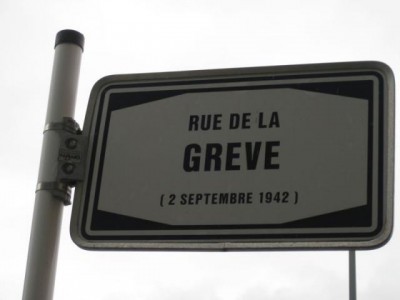 RUE DE LA
GREVE
( 2 SEPTEMBRE 1942 )